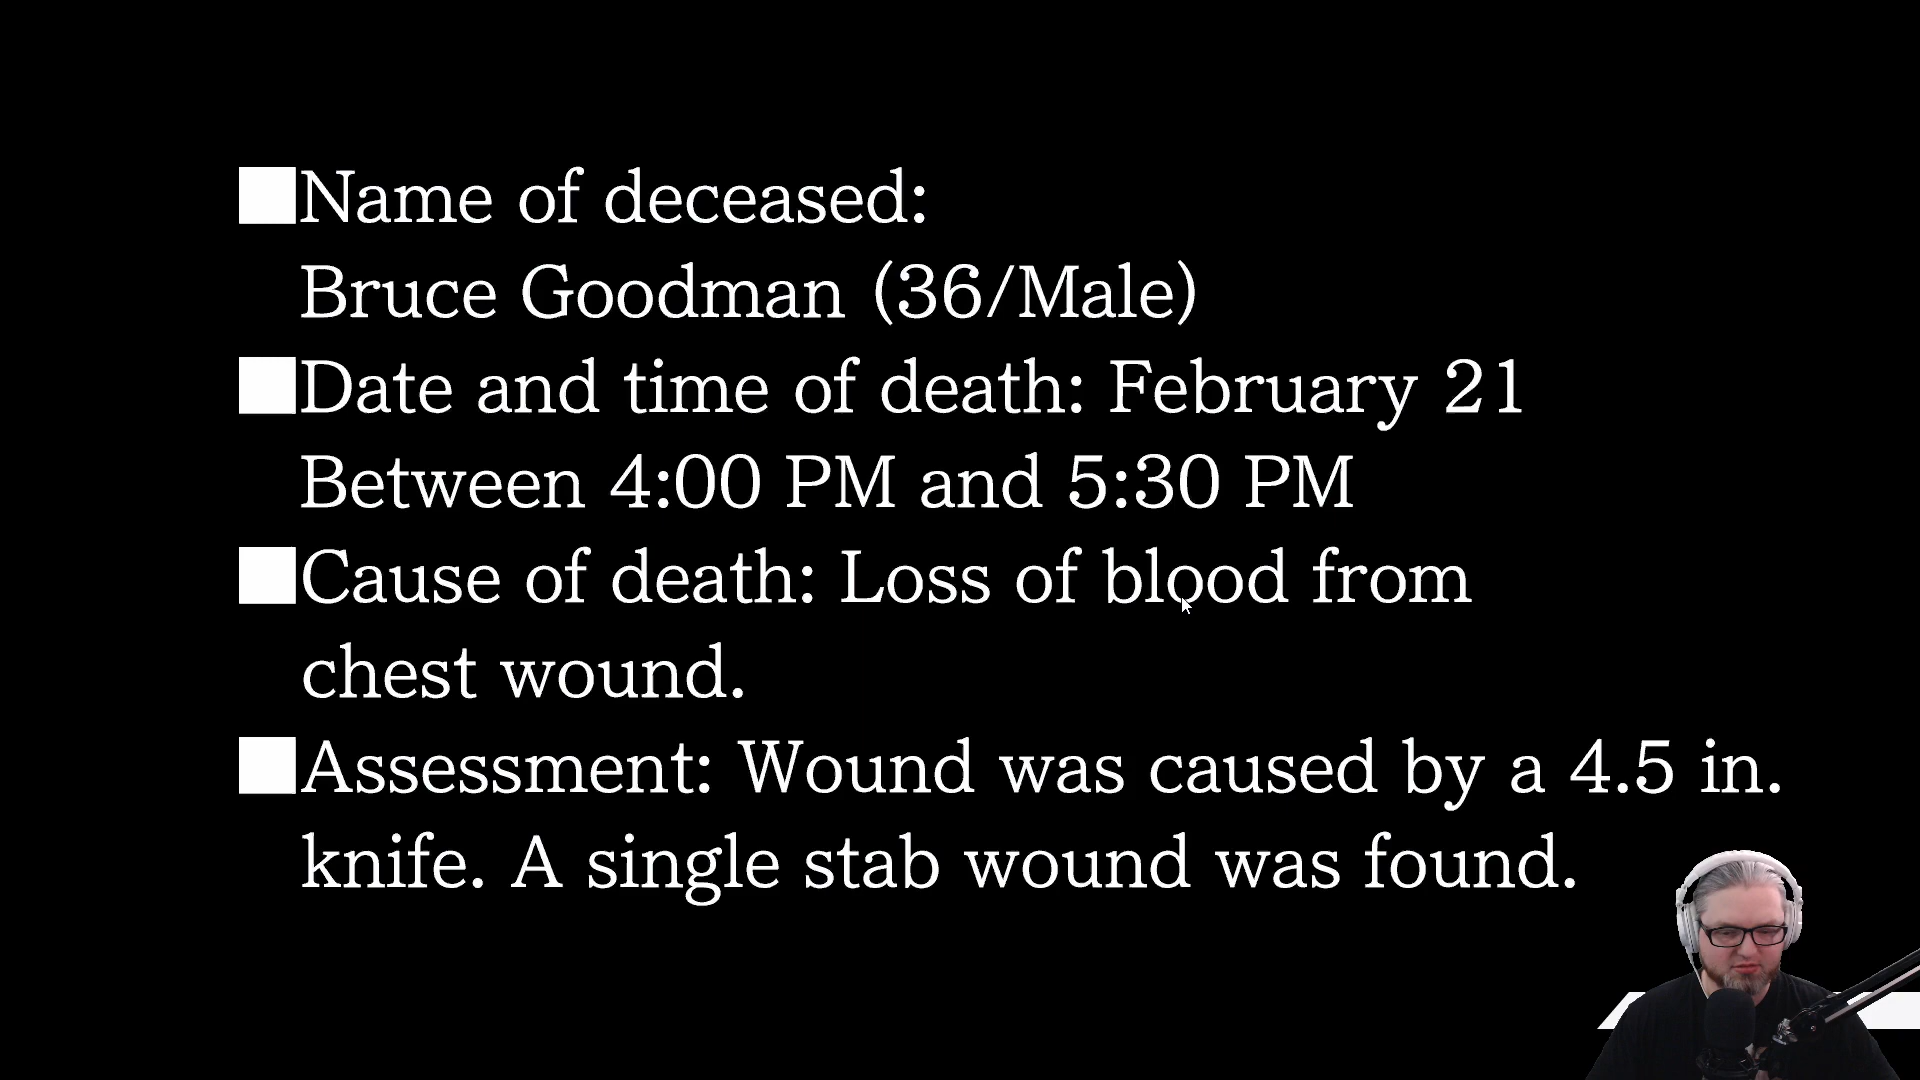 ■Name of deceased:
Bruce Goodman (36/Male)
■Date and time of death: February 21
Between 4:00 PM and 5:30 PM
■Cause of death: Loss of blood from
chest wound.
■Assessment: Wound was caused by a 4.5 in.
knife. A single stab wound was found.